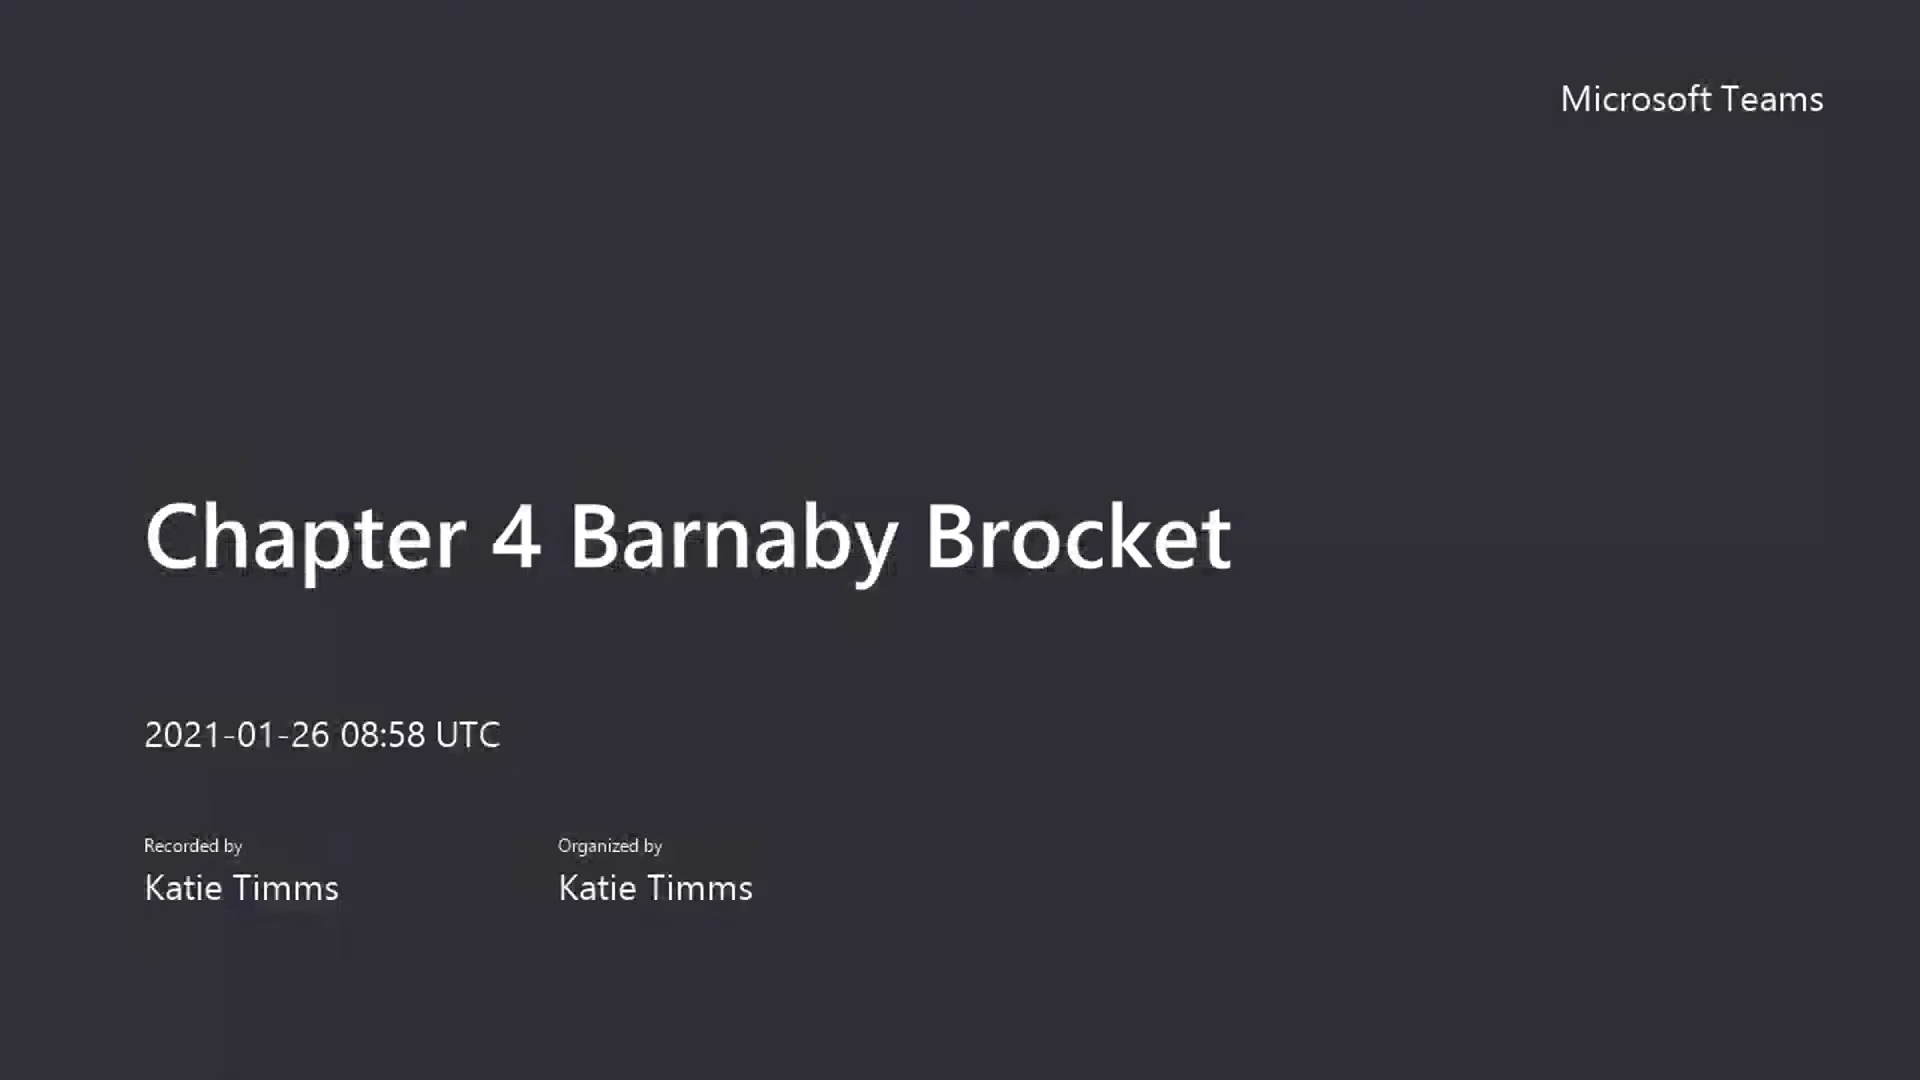 Microsoft Teams
Chapter 4 Barnaby Brocket
2021-01-26 08:58 UTC
Recorded by
Katie Timms
Organized by
Katie Timms